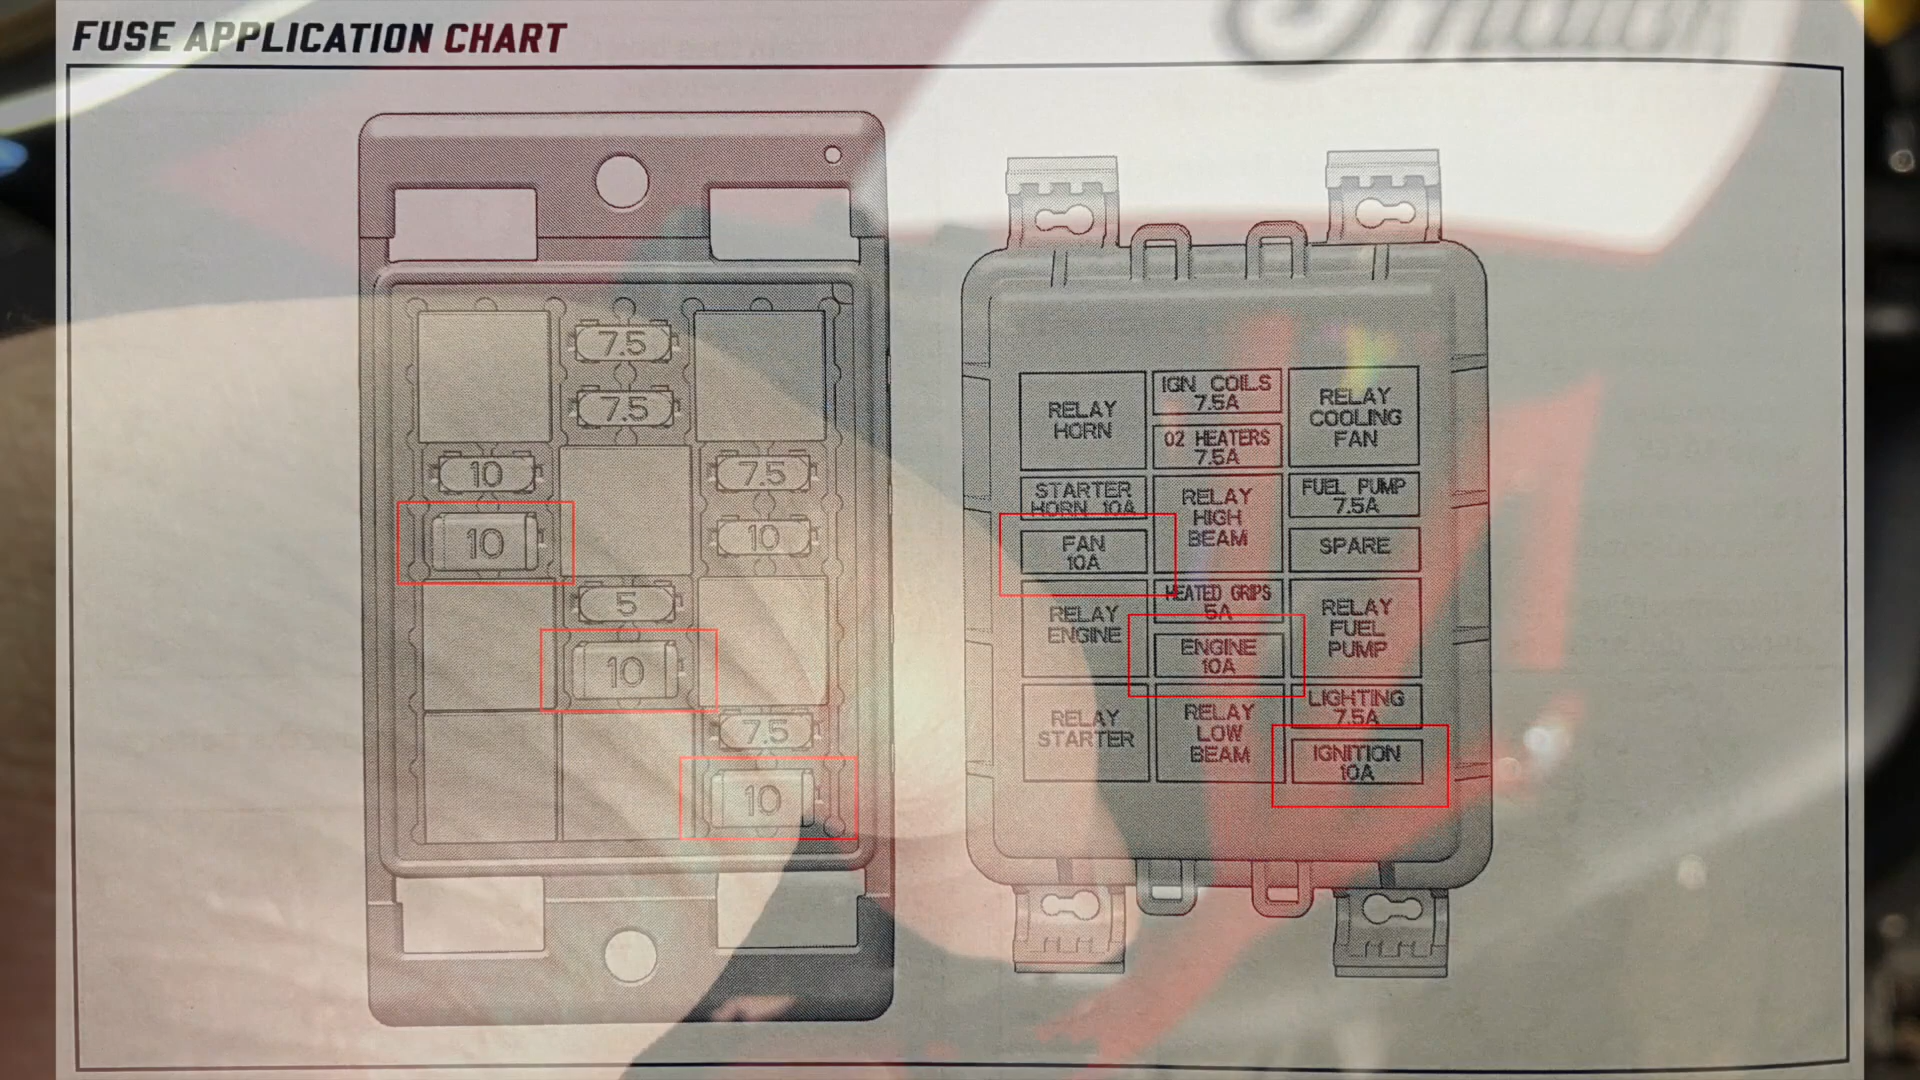 FUSE APPLICATION CHART
7.5
7.5
10
7.5
10
10
5
10
7.5
10
RELAY
HORN
IGN COILS
7.5A
O2 HEATERS
7.5A
RELAY
COOLING
FAN
STARTER
HORN 10A
RELAY
HIGH
BEAM
FUEL PUMP
7.5A
FAN
10A
SPARE
RELAY
ENGINE
HEATED GRIPS
5A
RELAY
FUEL
PUMP
ENGINE
10A
RELAY
STARTER
RELAY
LOW
BEAM
LIGHTING
7.5A
IGNITION
10A